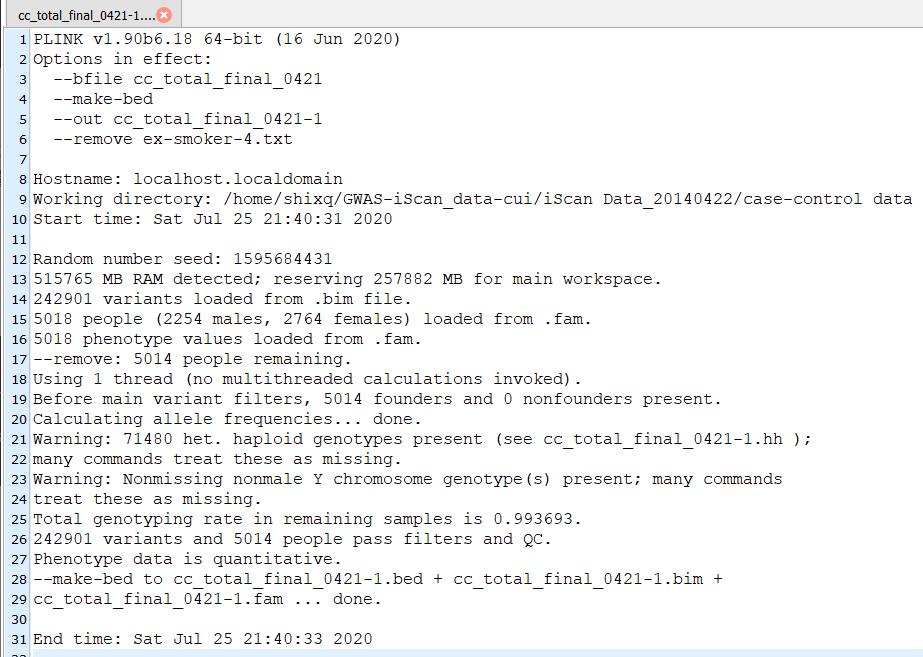 cc_total_final_0421-1....
1 PLINK v1.90b6.18 64-bit (16 Jun 2020)
2 Options in effect:
3   --bfile cc_total_final_0421
4   --make-bed
5   --out cc_total_final_0421-1
6   --remove ex-smoker-4.txt
7
8 Hostname: localhost.localdomain
9 Working directory: /home/shixq/GWAS-iScan_data-cui/iScan Data_20140422/case-control data
10 Start time: Sat Jul 25 21:40:31 2020
11
12 Random number seed: 1595684431
13 515765 MB RAM detected; reserving 257882 MB for main workspace.
14 242901 variants loaded from .bim file.
15 5018 people (2254 males, 2764 females) loaded from .fam.
16 5018 phenotype values loaded from .fam.
17 --remove: 5014 people remaining.
18 Using 1 thread (no multithreaded calculations invoked).
19 Before main variant filters, 5014 founders and 0 nonfounders present.
20 Calculating allele frequencies... done.
21 Warning: 71480 het. haploid genotypes present (see cc_total_final_0421-1.hh );
22 many commands treat these as missing.
23 Warning: Nonmissing nonmale Y chromosome genotype(s) present; many commands
24 treat these as missing.
25 Total genotyping rate in remaining samples is 0.993693.
26 242901 variants and 5014 people pass filters and QC.
27 Phenotype data is quantitative.
28 --make-bed to cc_total_final_0421-1.bed + cc_total_final_0421-1.bim +
29 cc_total_final_0421-1.fam ... done.
30
31 End time: Sat Jul 25 21:40:33 2020